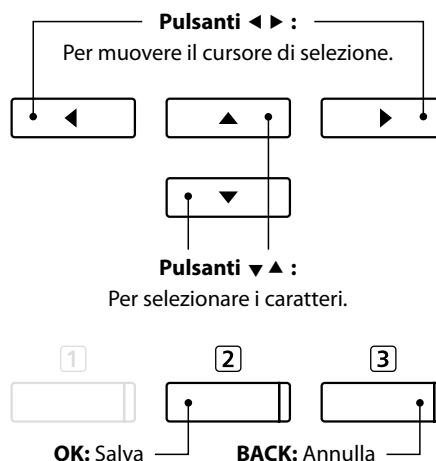 Pulsanti ◀ ▶ :
Per muovere il cursore di selezione.
Pulsanti ▼ ▲ :
Per selezionare i caratteri.
1 2 3
OK: Salva BACK: Annulla